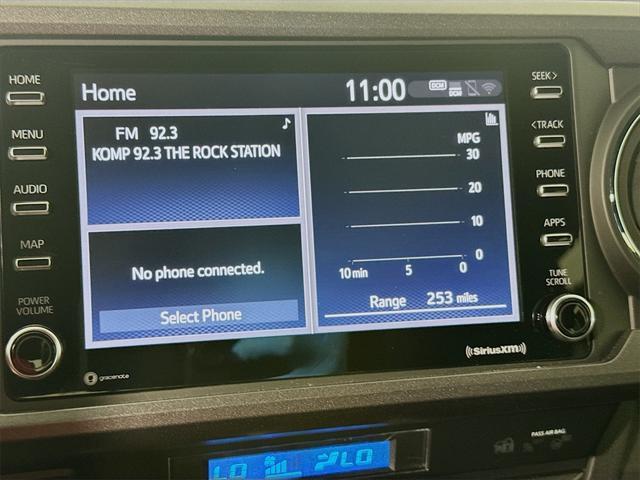 HOME
MENU
AUDIO
MAP
POWER
VOLUME
Home
11:00
DCM
DCM
FM 92.3
KOMP 92.3 THE ROCK STATION
No phone connected.
Select Phone
MPG
30
20
10
0
10 min 5 0
Range 253 miles
SEEK>
<TRACK
PHONE
APPS
TUNE
SCROLL
gracenote
((SiriusXM))
PASS AIR BAG
LO LO